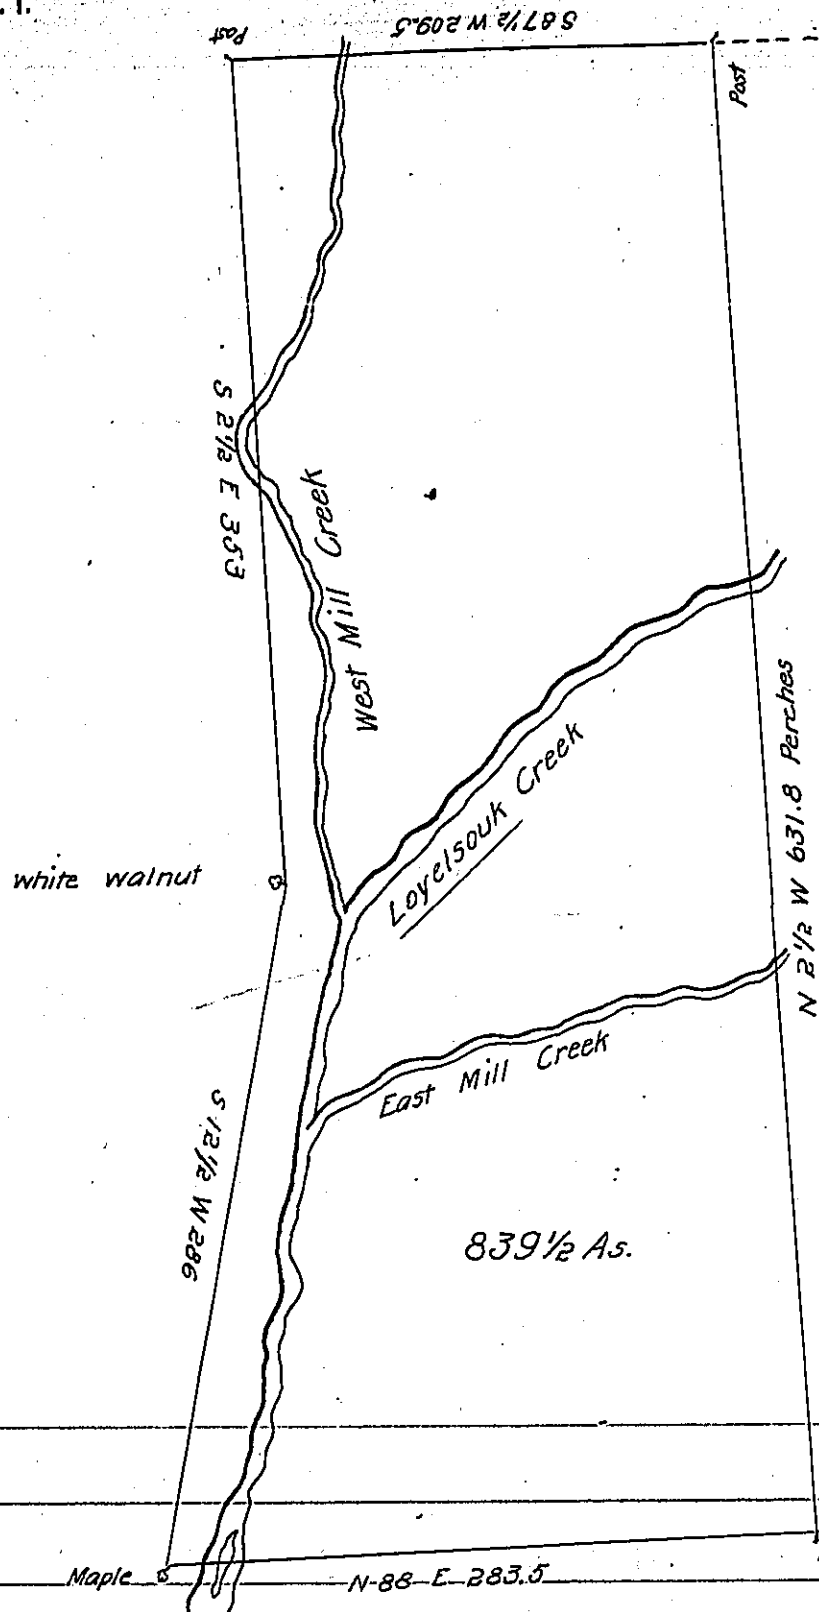 S 87½ W 209.5
Post
Post
S 2½ E 353
West Mill Creek
Loyelsouk Creek
N 2½ W 631.8 Perches
white walnut
East Mill Creek
S 12½ W 286
839½ As.
Maple
N 88 E 283.5